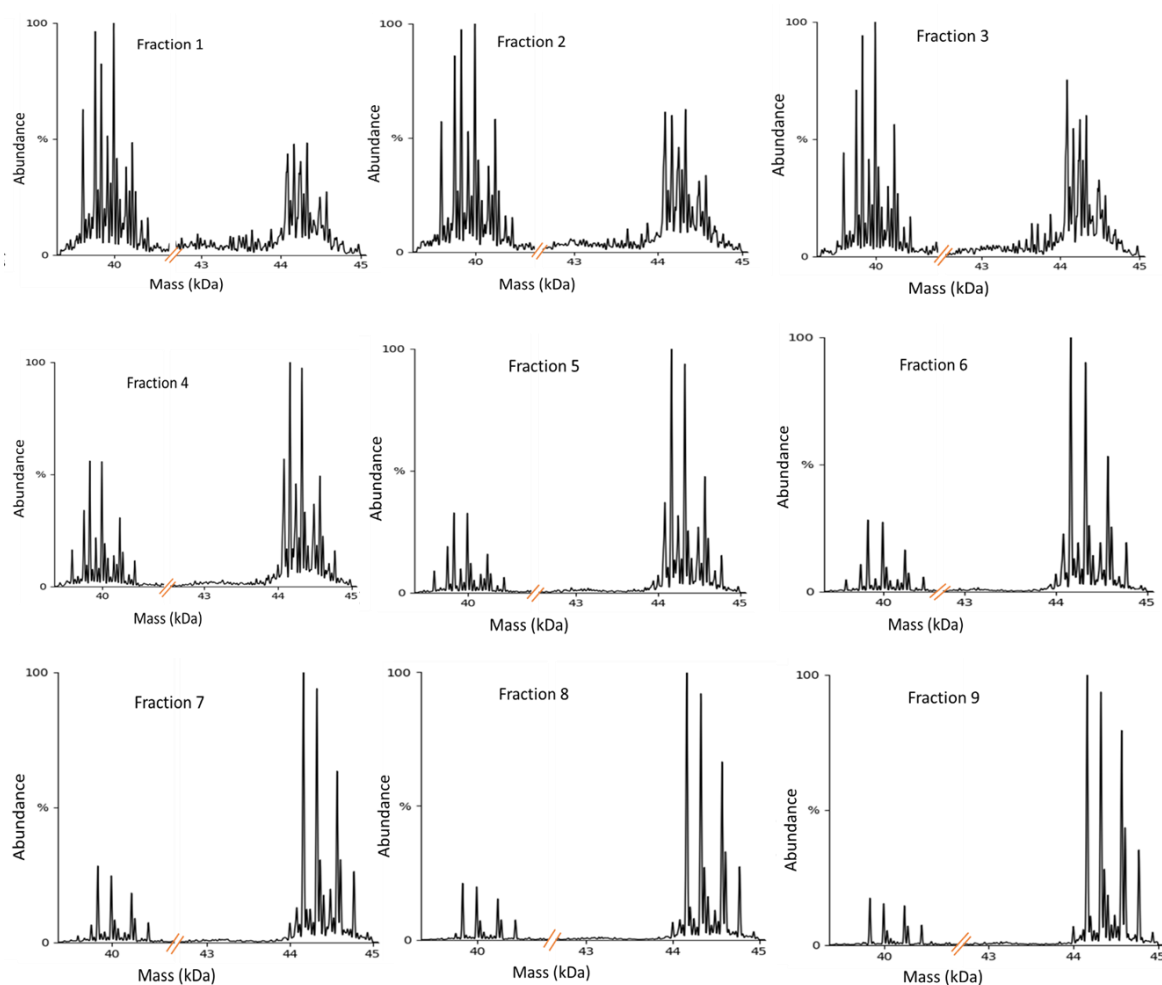 100
Fraction 1
%
Abundance
0
40
43
44
45
Mass (kDa)
100
Fraction 2
%
Abundance
0
40
43
44
45
Mass (kDa)
100
Fraction 3
%
Abundance
0
40
43
44
45
Mass (kDa)
100
Fraction 4
%
Abundance
0
40
43
44
45
Mass (kDa)
100
Fraction 5
%
Abundance
0
40
43
44
45
Mass (kDa)
100
Fraction 6
%
Abundance
0
40
43
44
45
Mass (kDa)
100
Fraction 7
%
Abundance
0
40
43
44
45
Mass (kDa)
100
Fraction 8
%
Abundance
0
40
43
44
45
Mass (kDa)
100
Fraction 9
%
Abundance
0
40
43
44
45
Mass (kDa)